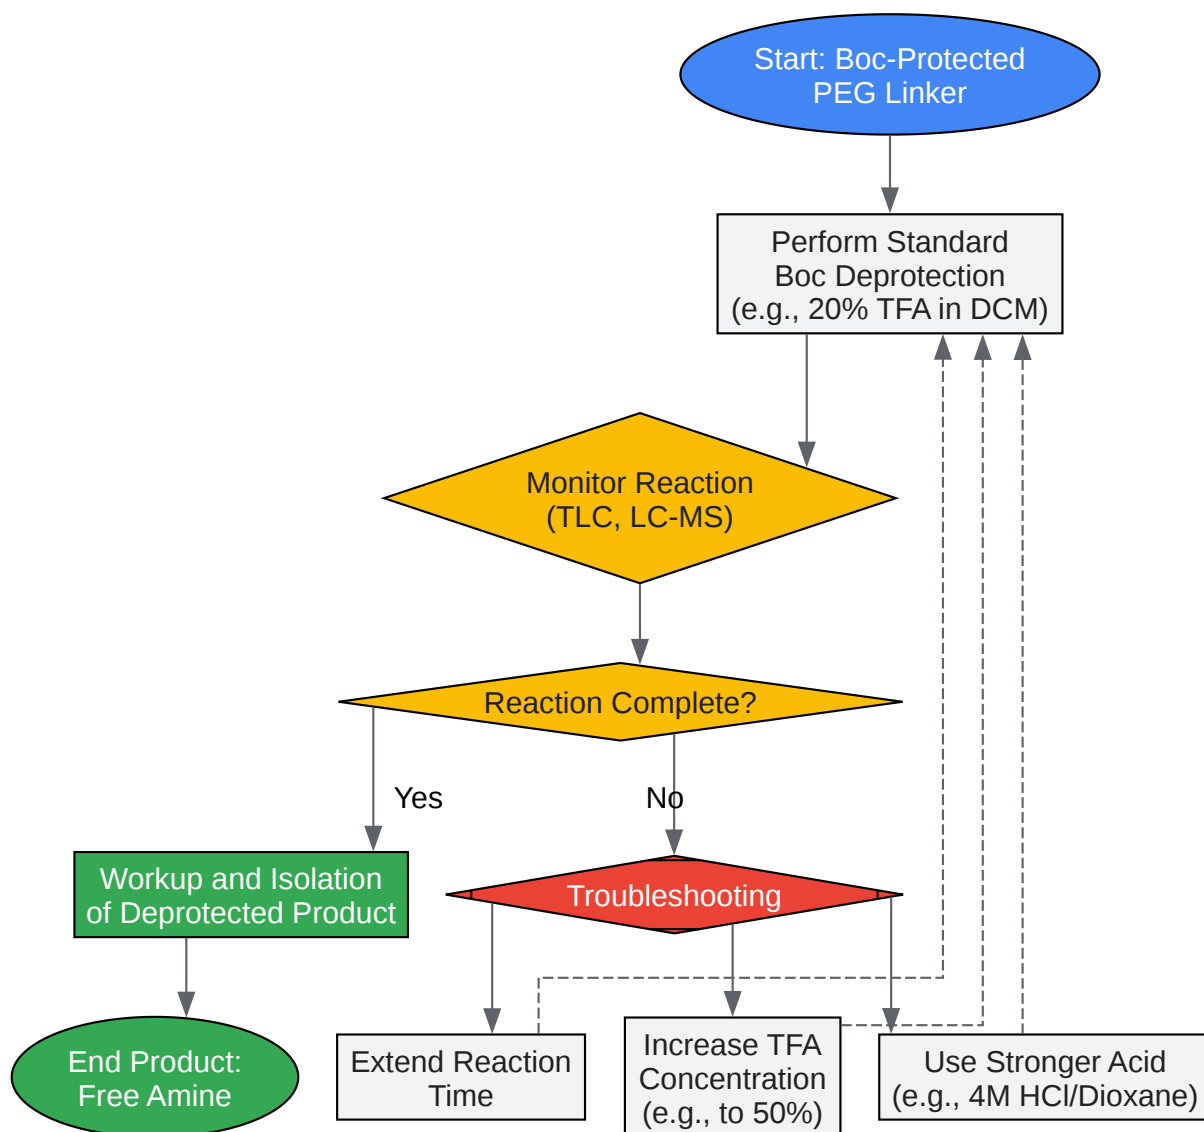 Start: Boc-Protected
PEG Linker
Perform Standard
Boc Deprotection
(e.g., 20% TFA in DCM)
Monitor Reaction
(TLC, LC-MS)
Reaction Complete?
Yes
No
Workup and Isolation
of Deprotected Product
Troubleshooting
End Product:
Free Amine
Extend Reaction
Time
Increase TFA
Concentration
(e.g., to 50%)
Use Stronger Acid
(e.g., 4M HCl/Dioxane)